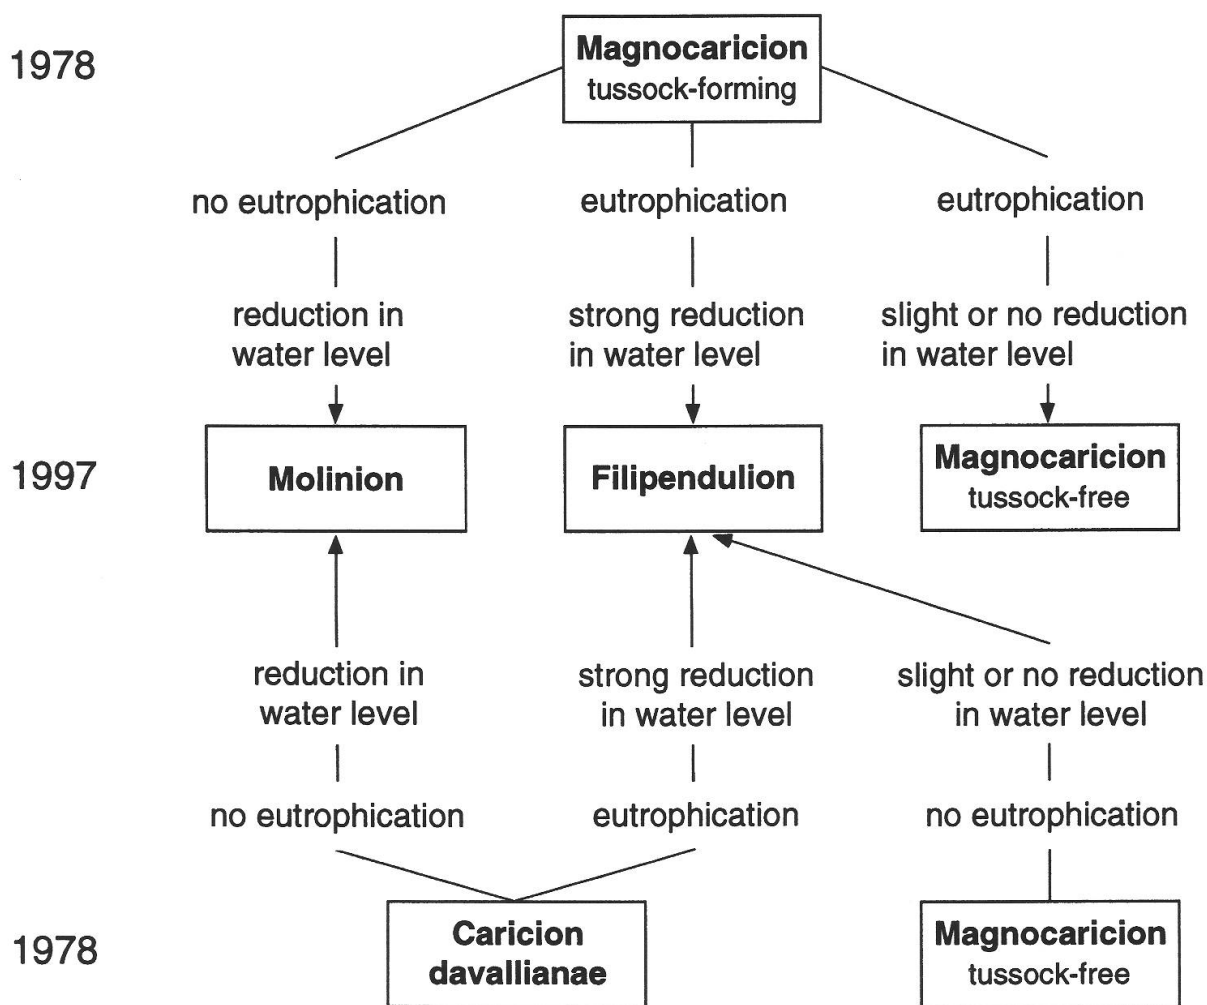 1978
Magnocaricion
tussock-forming
no eutrophication
eutrophication
eutrophication
reduction in
water level
strong reduction
in water level
slight or no reduction
in water level
1997
Molinion
Filipendulion
Magnocaricion
tussock-free
reduction in
water level
strong reduction
in water level
slight or no reduction
in water level
no eutrophication
eutrophication
no eutrophication
1978
Caricion
davallianae
Magnocaricion
tussock-free